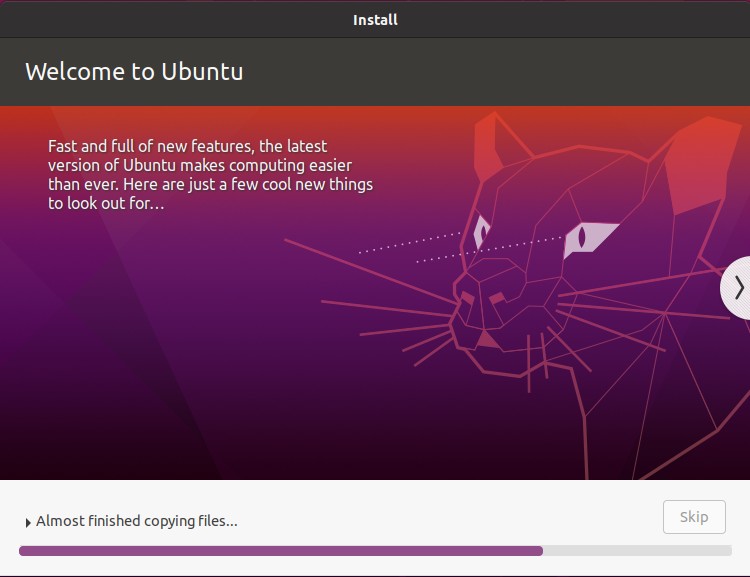 Install
Welcome to Ubuntu
Fast and full of new features, the latest
version of Ubuntu makes computing easier
than ever. Here are just a few cool new things
to look out for…
Almost finished copying files...
Skip